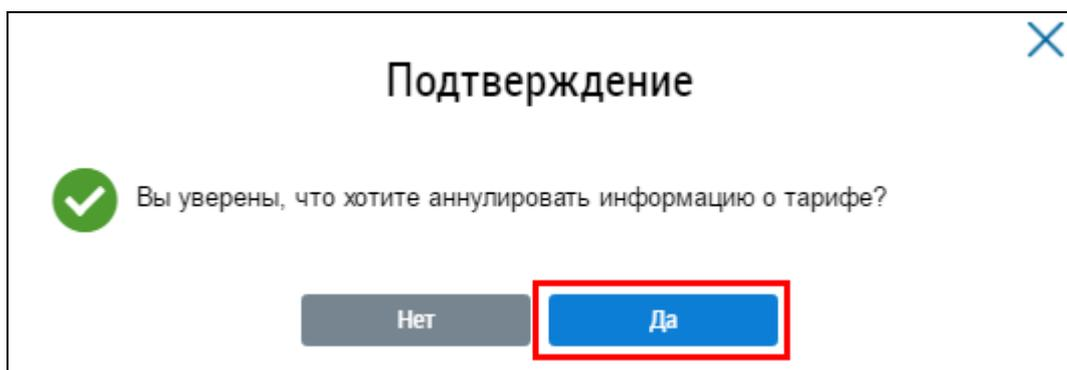 Подтверждение
Вы уверены, что хотите аннулировать информацию о тарифе?
Нет
Да